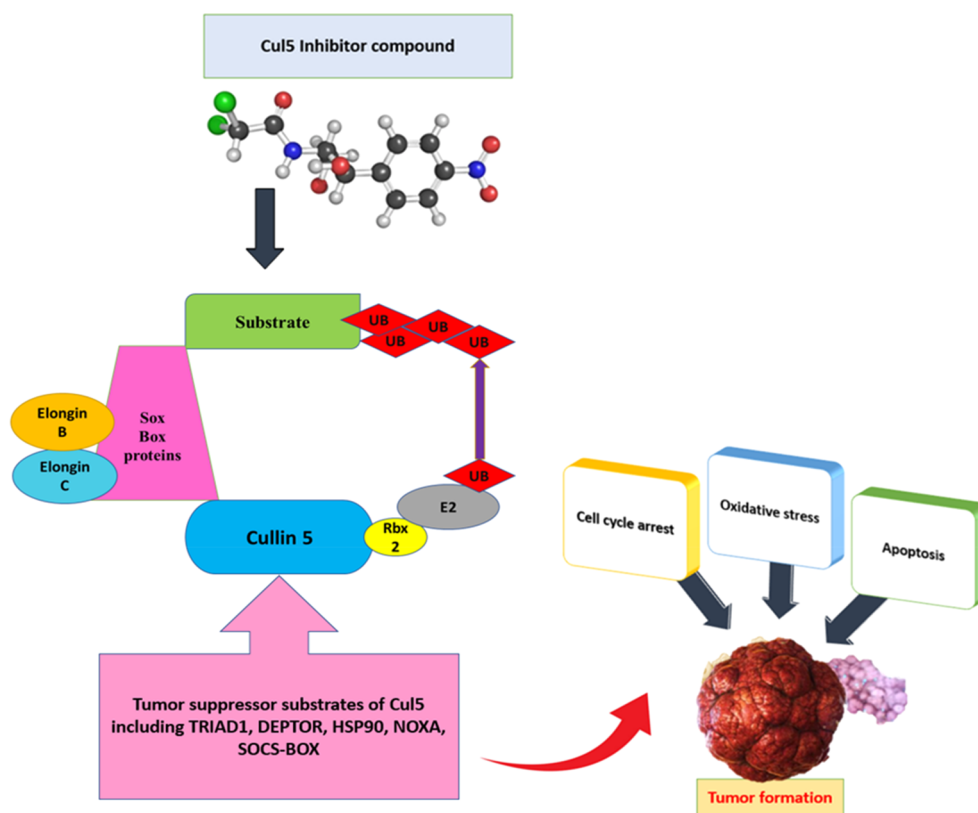 Cul5 Inhibitor compound
Substrate
UB
UB
UB
UB
Elongin
B
Elongin
C
Sox
Box
proteins
UB
E2
Rbx
2
Cullin 5
Cell cycle arrest
Oxidative stress
Apoptosis
Tumor suppressor substrates of Cul5
including TRIAD1, DEPTOR, HSP90, NOXA,
SOCS-BOX
Tumor formation